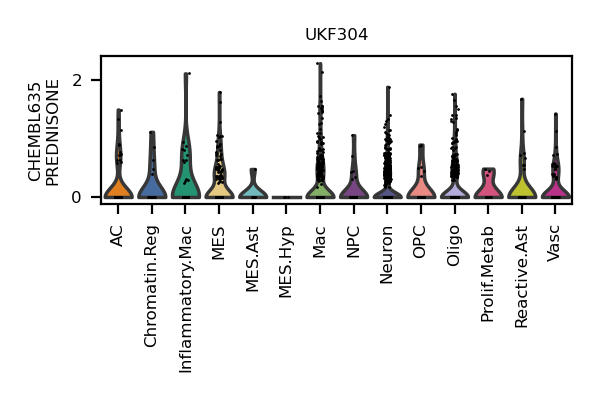 UKF304
CHEMBL635
PREDNISONE
2
0
AC
Chromatin.Reg
Inflammatory.Mac
MES
MES.Ast
MES.Hyp
Mac
NPC
Neuron
OPC
Oligo
Prolif.Metab
Reactive.Ast
Vasc